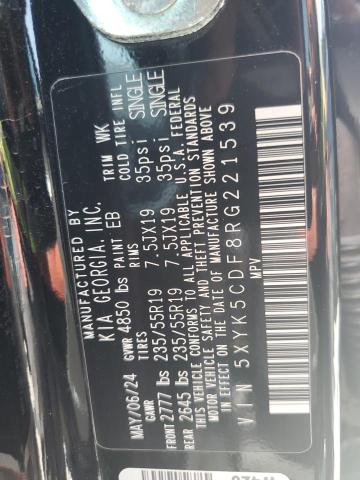 MANUFACTURED BY
KIA GEORGIA, INC.
MAY/06/24 GVWR 4850 lbs PAINT EB TRIM WK
GAWR TIRES RIMS COLD TIRE INFL
FRONT 2777 lbs 235/55R19 7.5JX19 35psi SINGLE
REAR 2645 lbs 235/55R19 7.5JX19 35psi SINGLE
THIS VEHICLE CONFORMS TO ALL APPLICABLE U.S.A. FEDERAL
MOTOR VEHICLE SAFETY AND THEFT PREVENTION STANDARDS
IN EFFECT ON THE DATE OF MANUFACTURE SHOWN ABOVE
VIN 5XYK5CDF8RG221539
MPV